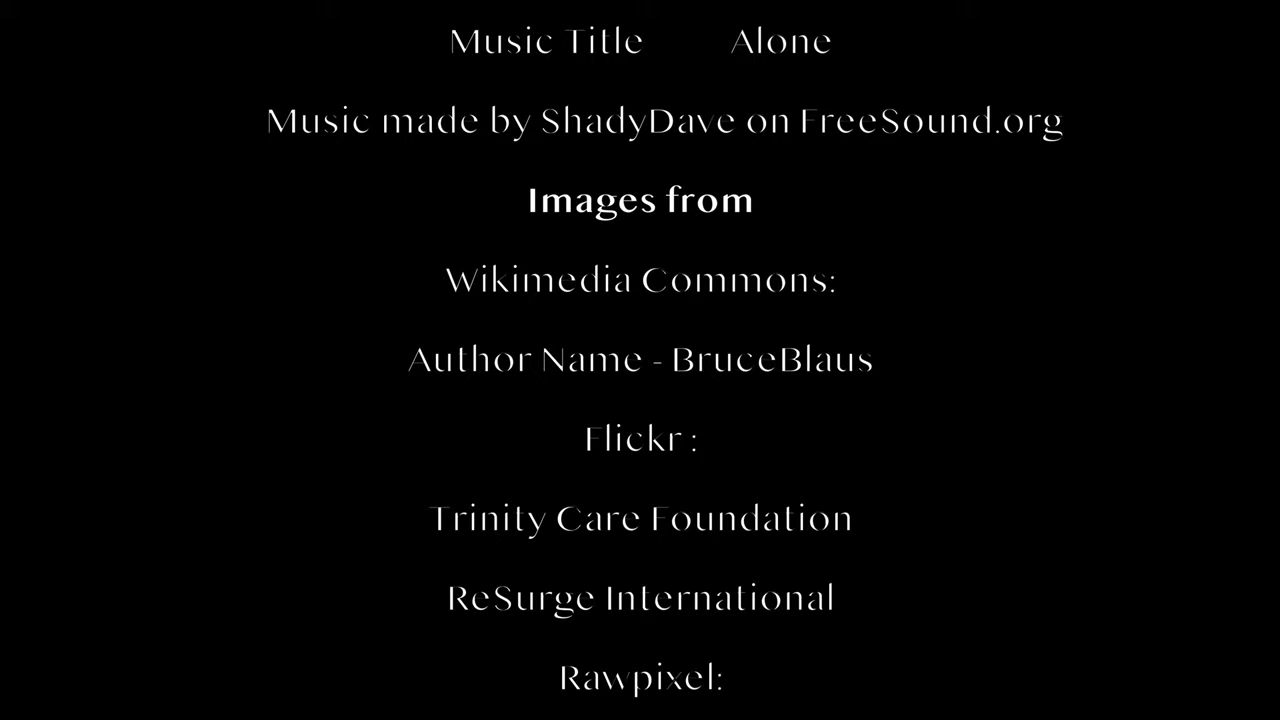 Music Title Alone
Music made by ShadyDave on FreeSound.org
Images from
Wikimedia Commons:
Author Name - BruceBlaus
Flickr :
Trinity Care Foundation
ReSurge International
Rawpixel: